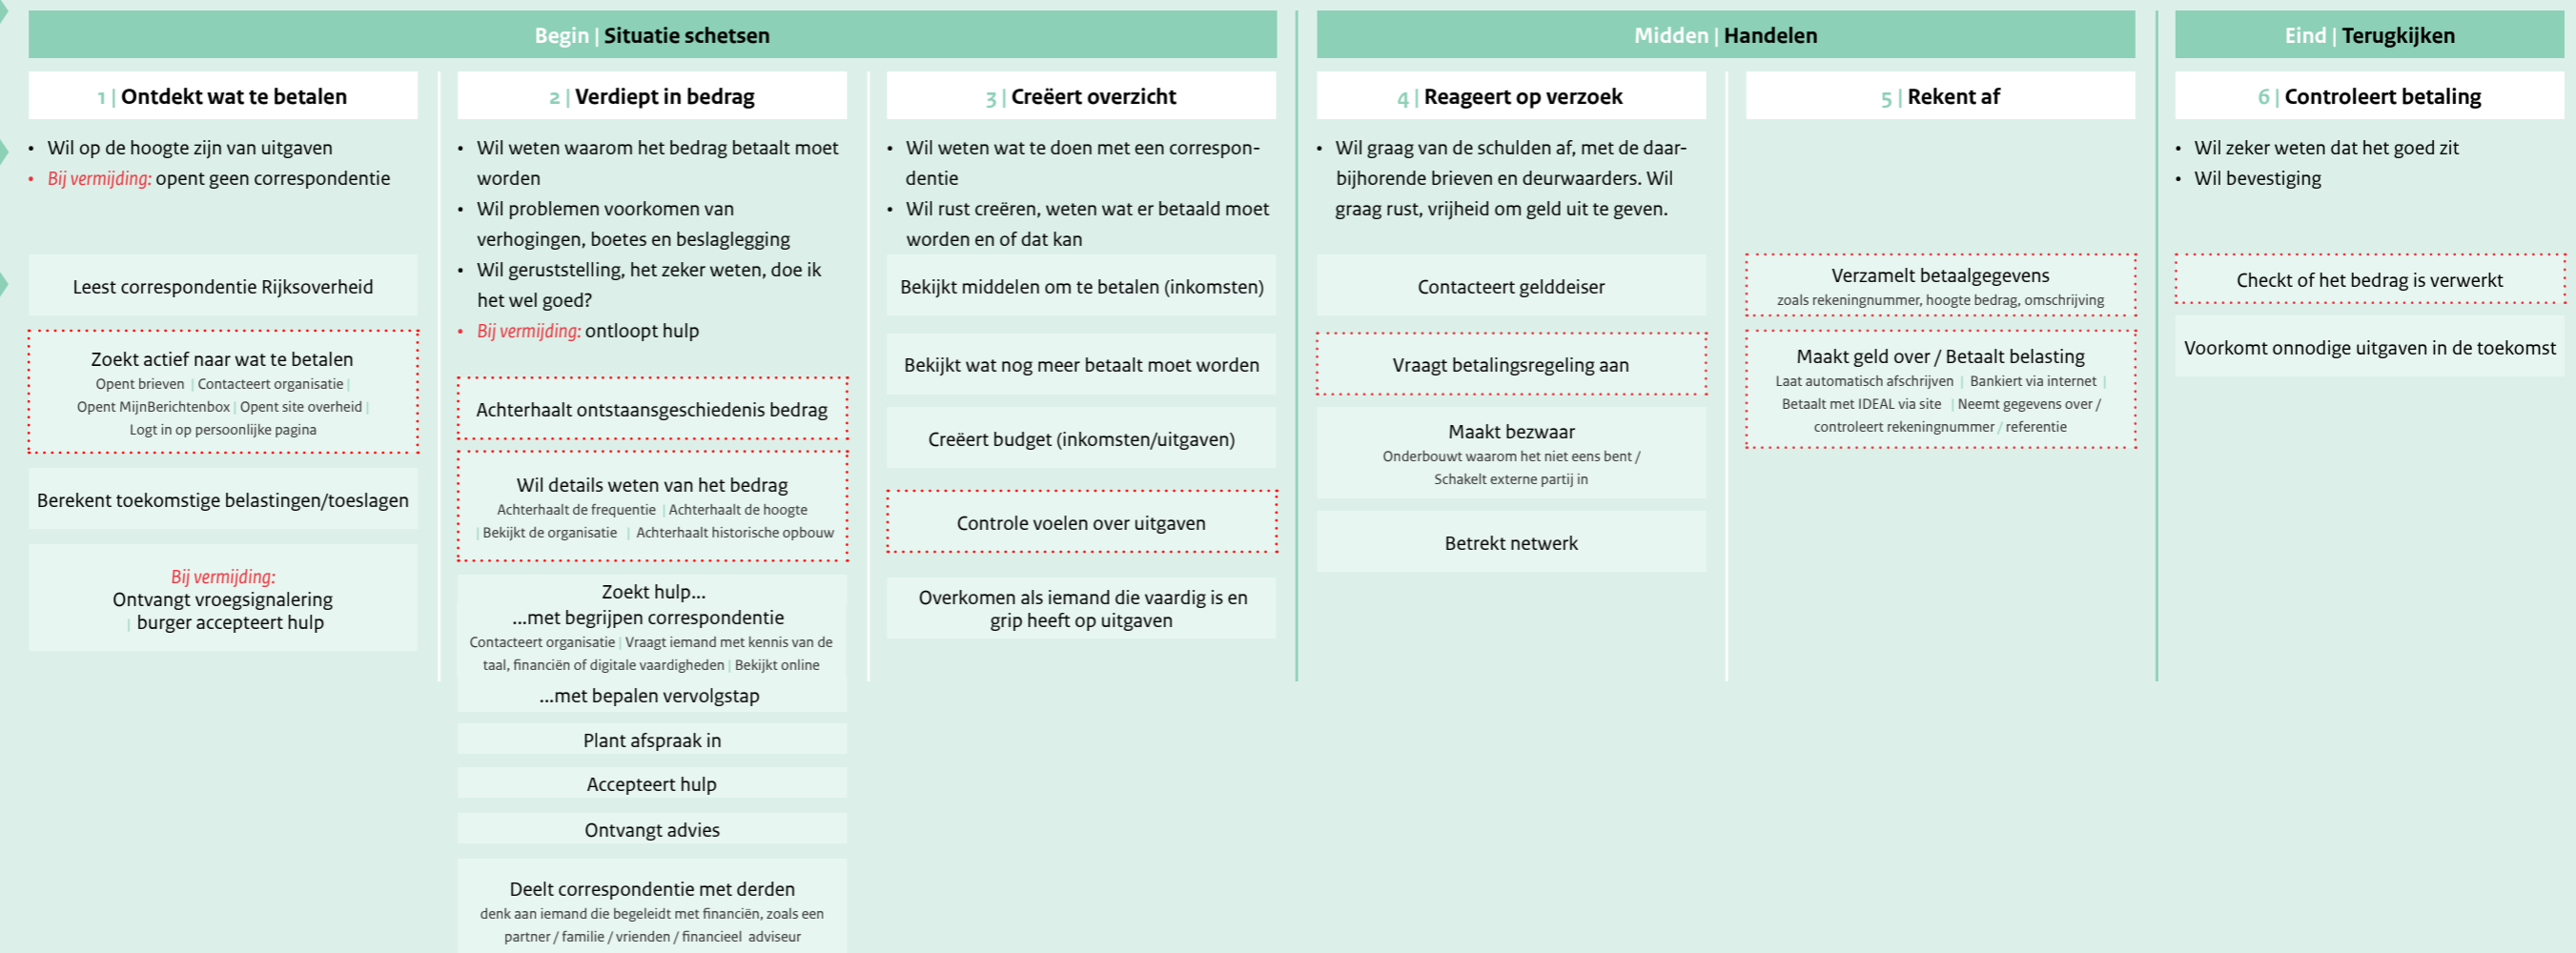 Begin | Situatie schetsen
1 | Ontdekt wat te betalen
• Wil op de hoogte zijn van uitgaven
• Bij vermijding: opent geen correspondentie
Leest correspondentie Rijksoverheid
Zoekt actief naar wat te betalen
Opent brieven | Contacteert organisatie |
Opent MijnBerichtenbox | Opent site overheid |
Logt in op persoonlijke pagina
Berekent toekomstige belastingen/toeslagen
Bij vermijding:
Ontvangt vroegsignalering
| burger accepteert hulp
2 | Verdiept in bedrag
• Wil weten waarom het bedrag betaalt moet
worden
• Wil problemen voorkomen van
verhogingen, boetes en beslaglegging
• Wil geruststelling, het zeker weten, doe ik
het wel goed?
• Bij vermijding: ontloopt hulp
Achterhaalt ontstaansgeschiedenis bedrag
Wil details weten van het bedrag
Achterhaalt de frequentie | Achterhaalt de hoogte
| Bekijkt de organisatie | Achterhaalt historische opbouw
Zoekt hulp...
...met begrijpen correspondentie
Contacteert organisatie | Vraagt iemand met kennis van de
taal, financiën of digitale vaardigheden | Bekijkt online
...met bepalen vervolgstap
Plant afspraak in
Accepteert hulp
Ontvangt advies
Deelt correspondentie met derden
denk aan iemand die begeleidt met financiën, zoals een
partner / familie / vrienden / financieel adviseur
3 | Creëert overzicht
• Wil weten wat te doen met een correspon-
dentie
• Wil rust creëren, weten wat er betaald moet
worden en of dat kan
Bekijkt middelen om te betalen (inkomsten)
Bekijkt wat nog meer betaalt moet worden
Creëert budget (inkomsten/uitgaven)
Controle voelen over uitgaven
Overkomen als iemand die vaardig is en
grip heeft op uitgaven
Midden | Handelen
4 | Reageert op verzoek
• Wil graag van de schulden af, met de daar-
bijhorende brieven en deurwaarders. Wil
graag rust, vrijheid om geld uit te geven.
Contacteert gelddeiser
Vraagt betalingsregeling aan
Maakt bezwaar
Onderbouwt waarom het niet eens bent /
Schakelt externe partij in
Betrekt netwerk
5 | Rekent af
Verzamelt betaalgegevens
zoals rekeningnummer, hoogte bedrag, omschrijving
Maakt geld over / Betaalt belasting
Laat automatisch afschrijven | Bankiert via internet |
Betaalt met IDEAL via site | Neemt gegevens over /
controleert rekeningnummer / referentie
Eind | Terugkijken
6 | Controleert betaling
• Wil zeker weten dat het goed zit
• Wil bevestiging
Checkt of het bedrag is verwerkt
Voorkomt onnodige uitgaven in de toekomst